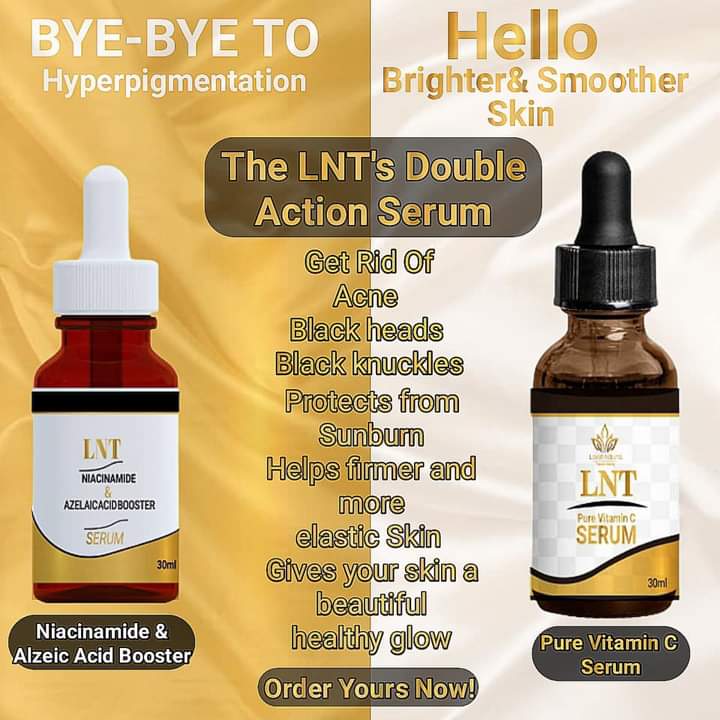 BYE-BYE TO
Hyperpigmentation
Hello
Brighter& Smoother
Skin
The LNT's Double
Action Serum
Get Rid Of
Acne
Black heads
Black knuckles
Protects from
Sunburn
Helps firmer and
more
elastic Skin
Gives your skin a
beautiful
healthy glow
Order Yours Now!
LNT
NIACINAMIDE
&
AZELAICACIDBOOSTER
SERUM
30ml
Niacinamide &
Alzeic Acid Booster
LNT
Pure Vitamin C
SERUM
30ml
Pure Vitamin C
Serum